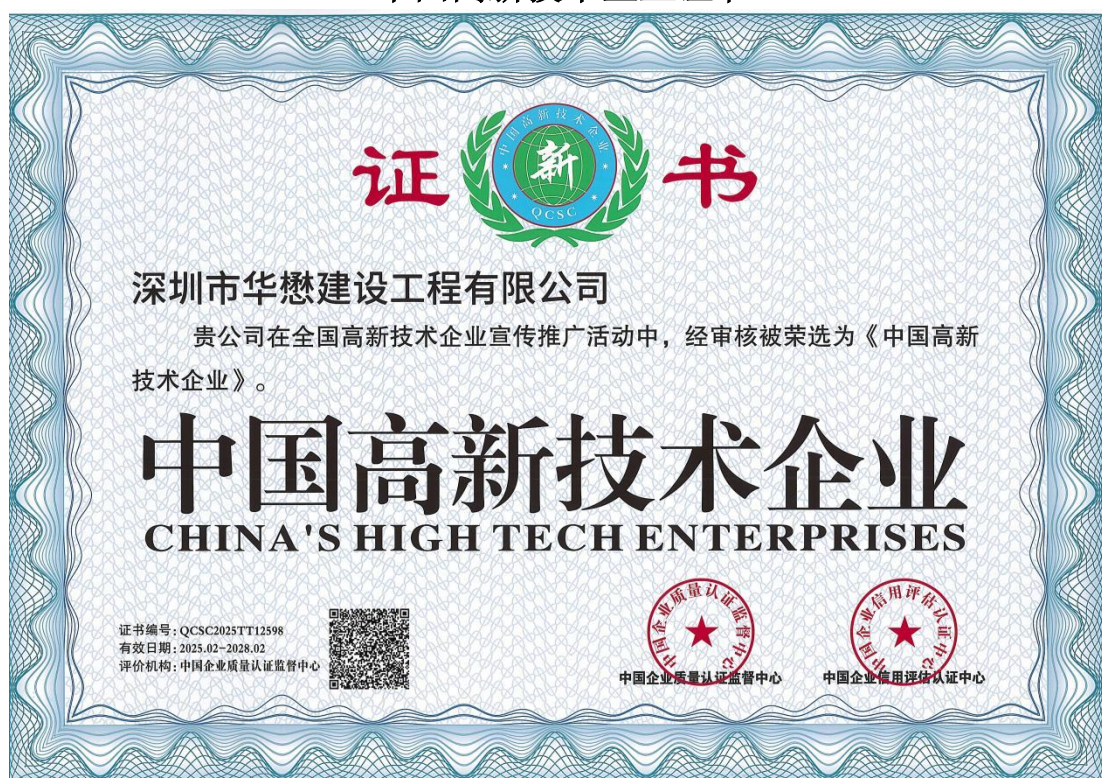 证 书
中国高新技术企业
新
QCSC
深圳市华懋建设工程有限公司
贵公司在全国高新技术企业宣传推广活动中，经审核被荣选为《中国高新
技术企业》。
中国高新技术企业
CHINA'S HIGH TECH ENTERPRISES
证书编号：QCSC2025TT12598
有效日期：2025.02-2028.02
评价机构：中国企业质量认证监督中心
中国企业质量认证监督中心
中国企业质量认证监督中心
中国企业信用评估认证中心
中国企业信用评估认证中心